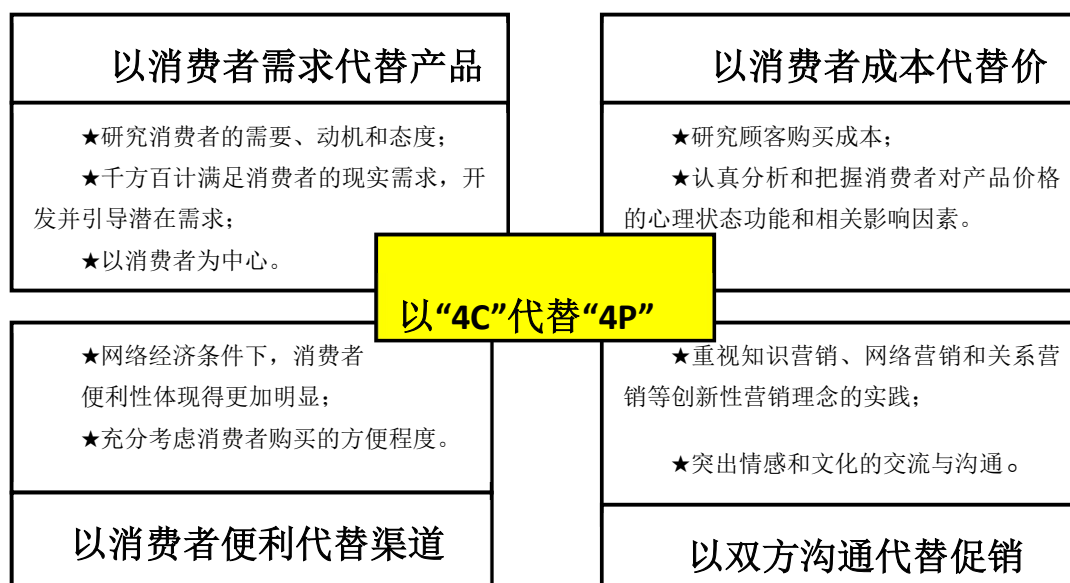 以消费者需求代替产品
★研究消费者的需要、动机和态度；
★千方百计满足消费者的现实需求，开
发并引导潜在需求；
★以消费者为中心。
以消费者成本代替价
★研究顾客购买成本；
★认真分析和把握消费者对产品价格
的心理状态功能和相关影响因素。
以“4C”代替“4P”
★网络经济条件下，消费者
便利性体现得更加明显；
★充分考虑消费者购买的方便程度。
以消费者便利代替渠道
★重视知识营销、网络营销和关系营
销等创新性营销理念的实践；
★突出情感和文化的交流与沟通。
以双方沟通代替促销